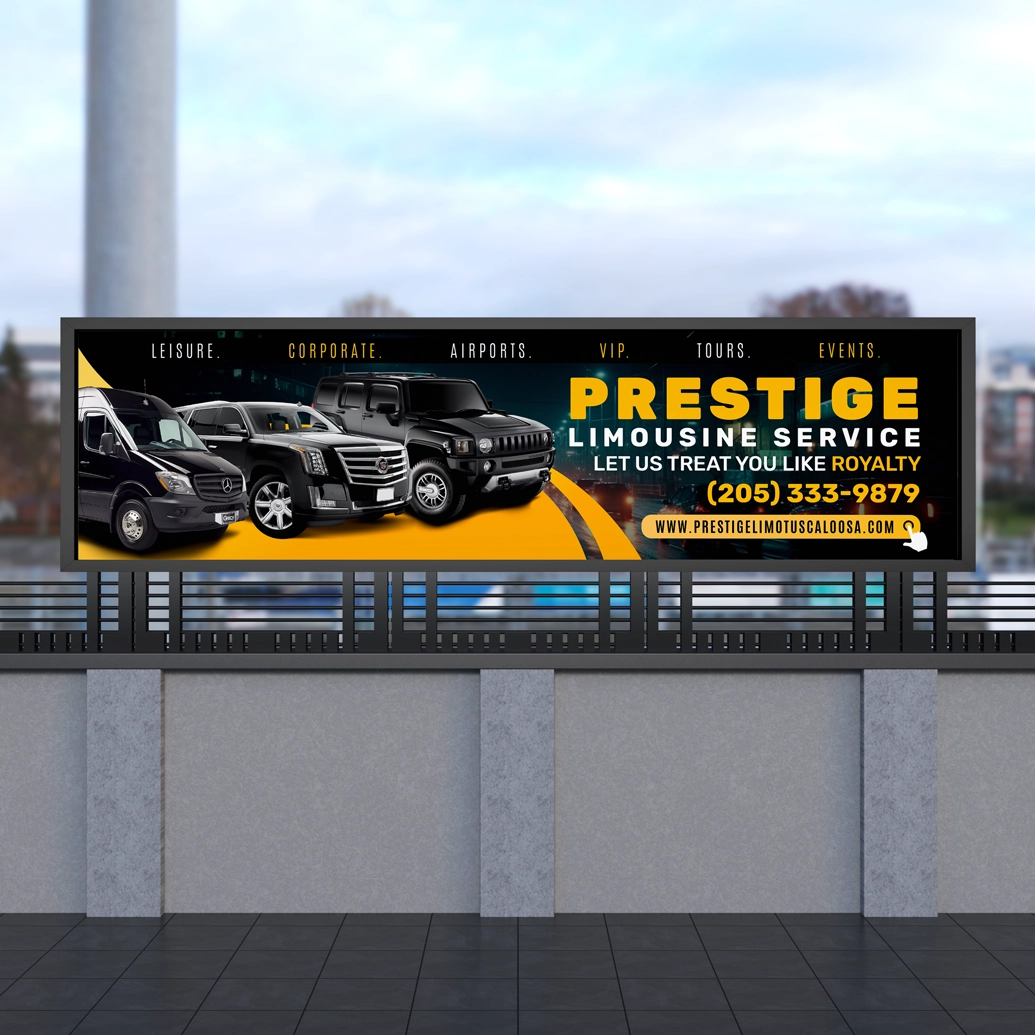 LEISURE. CORPORATE. AIRPORTS. VIP. TOURS. EVENTS.
PRESTIGE
LIMOUSINE SERVICE
LET US TREAT YOU LIKE ROYALTY
(205) 333-9879
WWW.PRESTIGELIMOTUSCALOOSA.COM